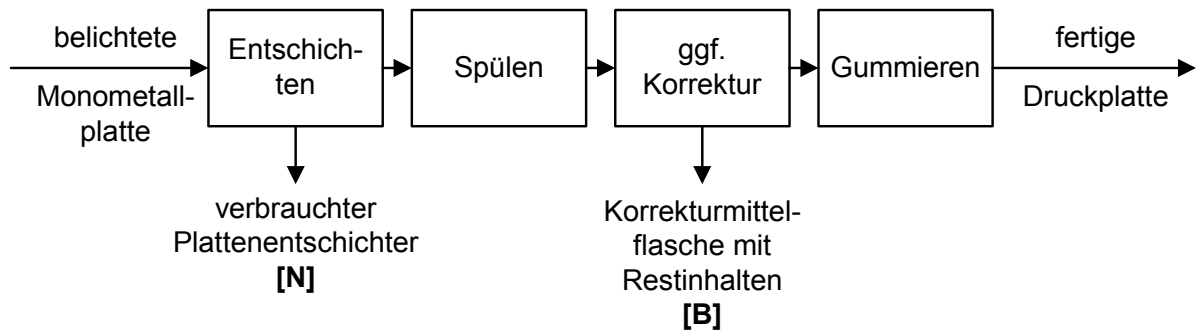 belichtete
Monometall-
platte
Entschich-
ten
Spülen
ggf.
Korrektur
Gummieren
fertige
Druckplatte
verbrauchter
Plattenentschichter
[N]
Korrekturmittel-
flasche mit
Restinhalten
[B]